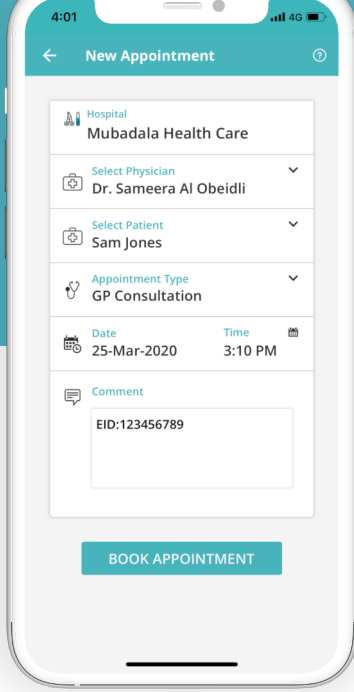 4:01
4G
New Appointment
?
Hospital
Mubadala Health Care
Select Physician
Dr. Sameera Al Obeidli
Select Patient
Sam Jones
Appointment Type
GP Consultation
Date Time
25-Mar-2020 3:10 PM
Comment
EID:123456789
BOOK APPOINTMENT